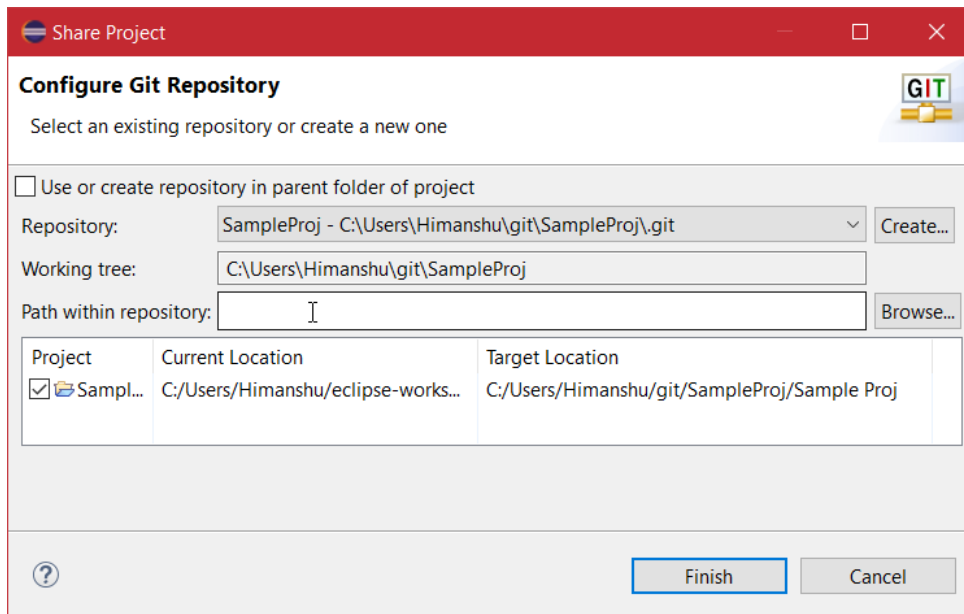 Share Project
Configure Git Repository
GIT
Select an existing repository or create a new one
Use or create repository in parent folder of project
Repository: SampleProj - C:\Users\Himanshu\git\SampleProj\.git Create...
Working tree: C:\Users\Himanshu\git\SampleProj
Path within repository: Browse...
Project Current Location Target Location
Sampl... C:/Users/Himanshu/eclipse-works... C:/Users/Himanshu/git/SampleProj/Sample Proj
? Finish Cancel